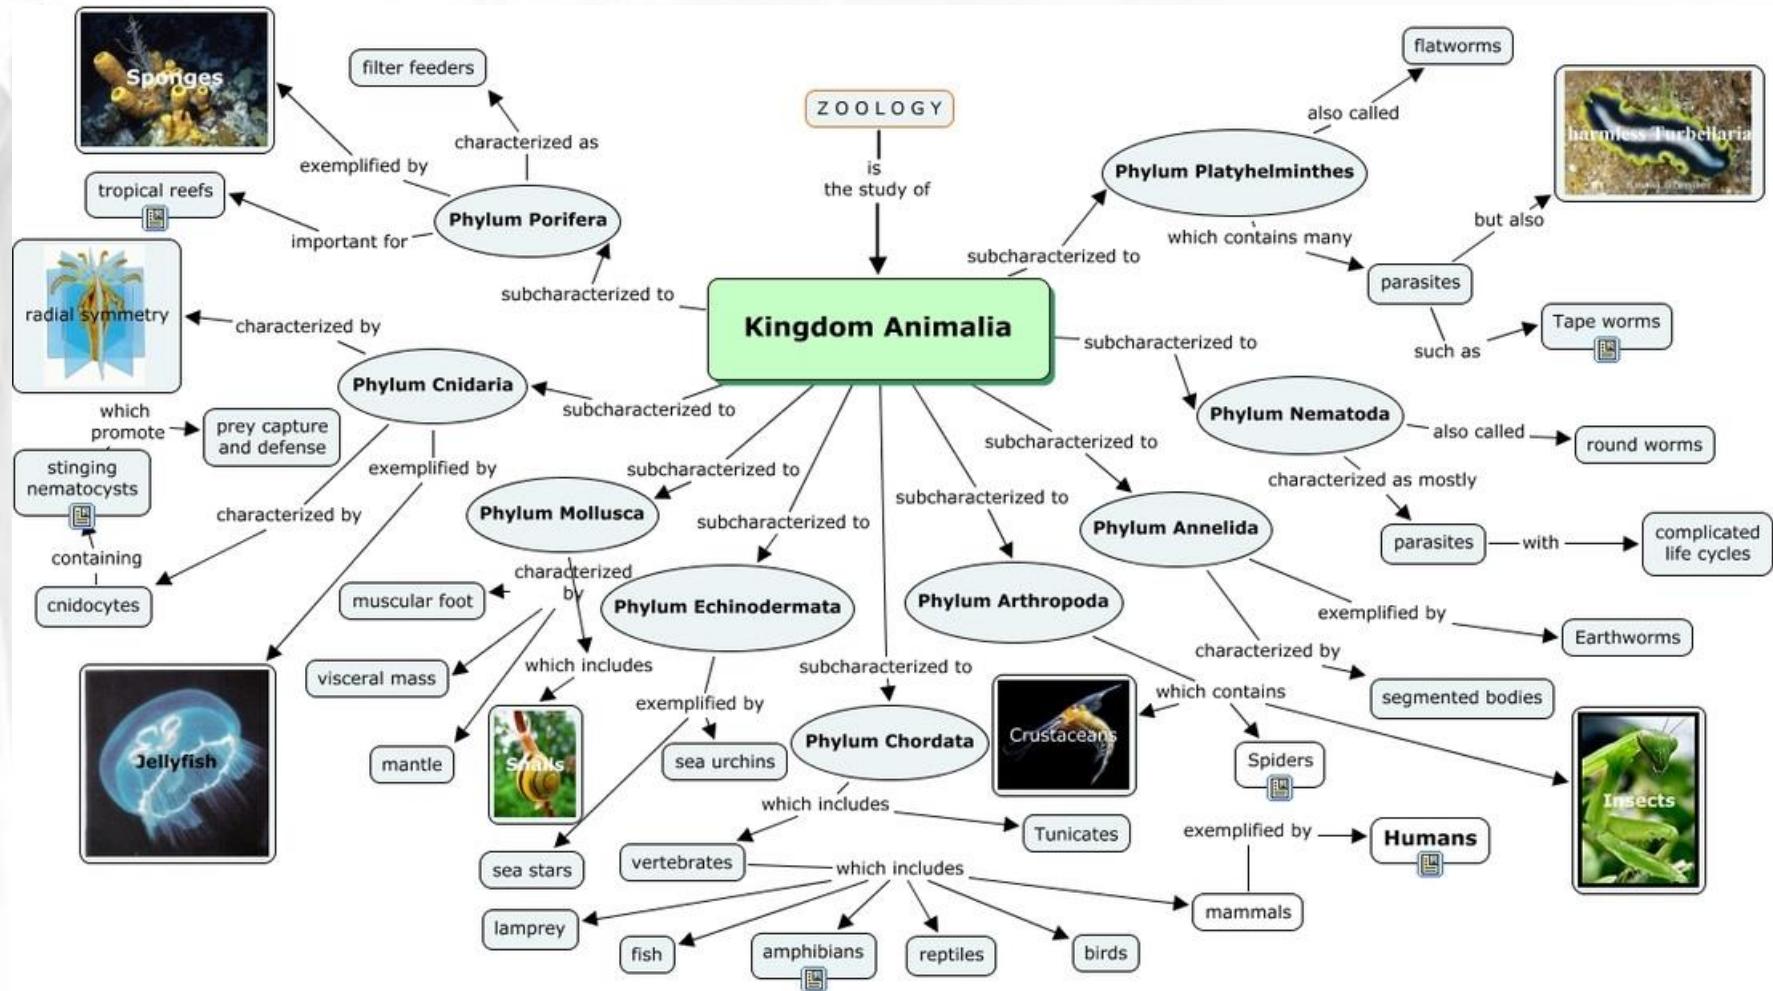 ZOOLOGY
is
the study of
Kingdom Animalia
subcharacterized to
Phylum Porifera
exemplified by
Sponges
characterized as
filter feeders
important for
tropical reefs
subcharacterized to
Phylum Cnidaria
characterized by
radial symmetry
characterized by
cnidocytes
containing
stinging
nematocysts
which
promote
prey capture
and defense
exemplified by
Jellyfish
subcharacterized to
Phylum Mollusca
characterized
by
muscular foot
visceral mass
mantle
which includes
Snails
subcharacterized to
Phylum Echinodermata
exemplified by
sea urchins
sea stars
subcharacterized to
Phylum Chordata
which includes
Tunicates
vertebrates
which includes
lamprey
fish
amphibians
reptiles
birds
mammals
exemplified by
Humans
subcharacterized to
Phylum Arthropoda
which contains
Crustaceans
Spiders
Insects
subcharacterized to
Phylum Annelida
exemplified by
Earthworms
characterized by
segmented bodies
subcharacterized to
Phylum Nematoda
also called
round worms
characterized as mostly
parasites
with
complicated
life cycles
subcharacterized to
Phylum Platyhelminthes
also called
flatworms
which contains many
parasites
but also
harmless Turbellaria
such as
Tape worms